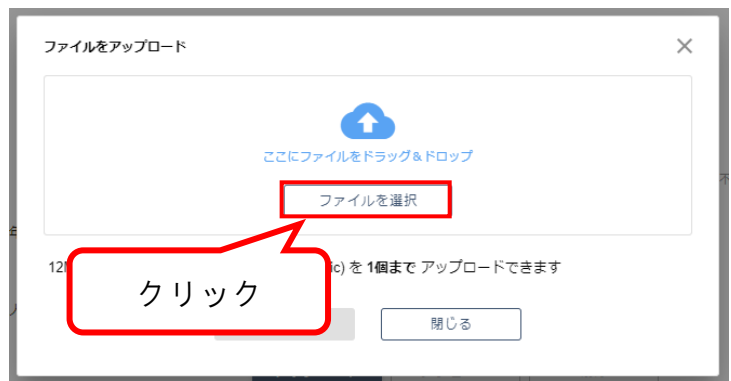 ファイルをアップロード
ここにファイルをドラッグ&ドロップ
ファイルを選択
12 ic) を 1個まで アップロードできます
クリック
閉じる